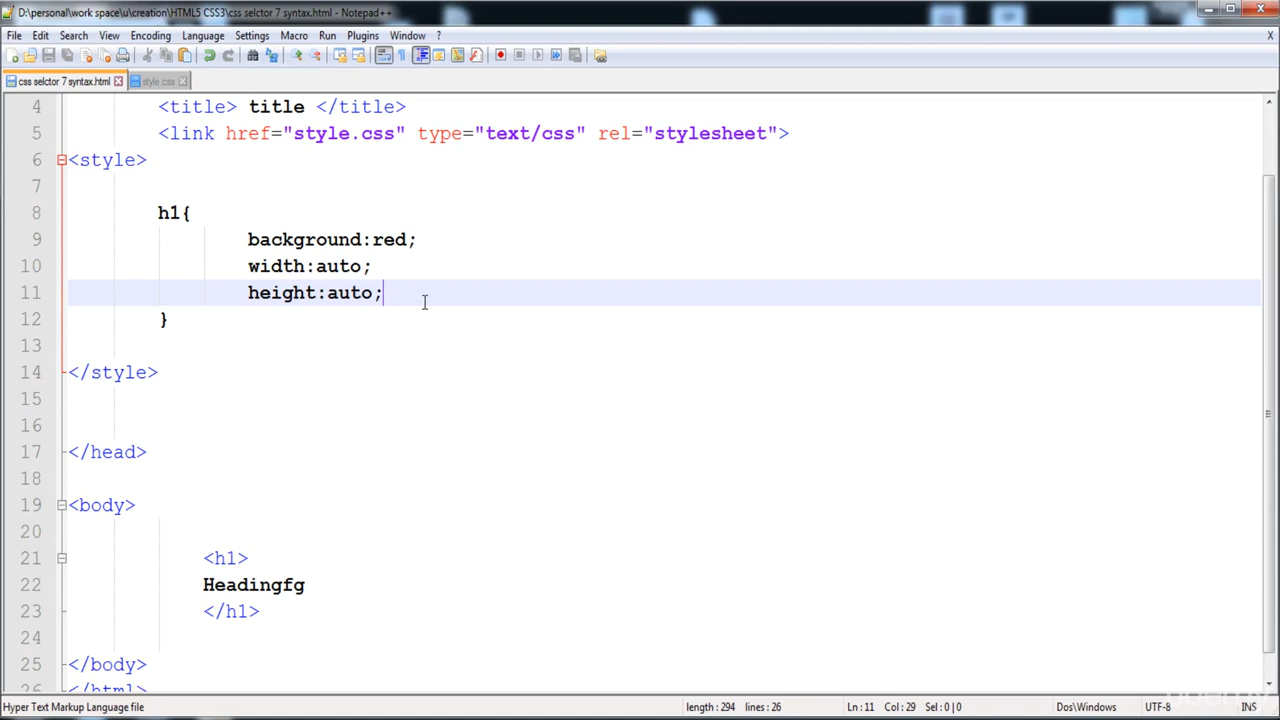 D:\personal\work space\u\creation\HTML5 CSS3\css selctor 7 syntax.html - Notepad++
File Edit Search View Encoding Language Settings Macro Run Plugins Window ? X
css selctor 7 syntax.html style.css
4 <title> title </title>
5 <link href="style.css" type="text/css" rel="stylesheet">
6 <style>
7
8 h1{
9 background:red;
10 width:auto;
11 height:auto;
12 }
13
14 </style>
15
16
17 </head>
18
19 <body>
20
21 <h1>
22 Headingfg
23 </h1>
24
25 </body>
26 </html>
Hyper Text Markup Language file length : 294 lines : 26 Ln : 11 Col : 29 Sel : 0 | 0 Dos\Windows UTF-8 INS
udemy